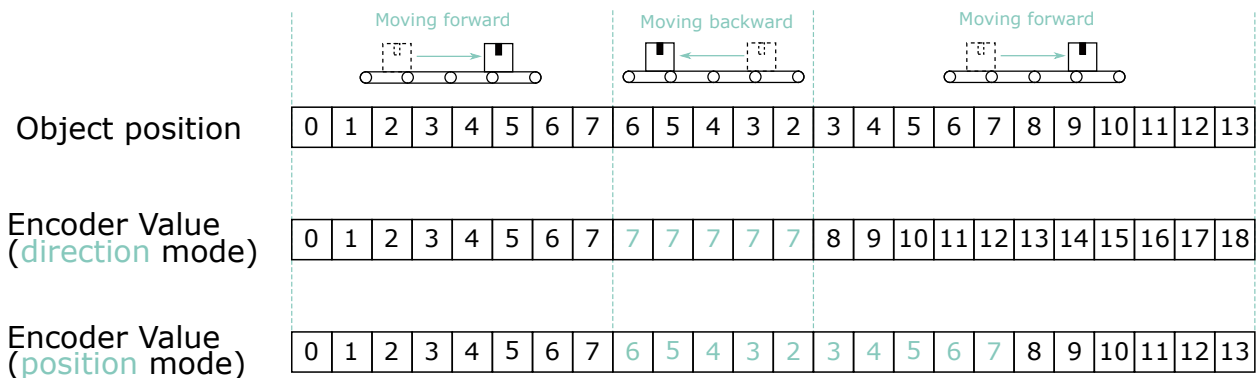 Moving forward Moving backward Moving forward
Object position 0 1 2 3 4 5 6 7 6 5 4 3 2 3 4 5 6 7 8 9 10 11 12 13
Encoder Value
(direction mode) 0 1 2 3 4 5 6 7 7 7 7 7 7 8 9 10 11 12 13 14 15 16 17 18
Encoder Value
(position mode) 0 1 2 3 4 5 6 7 6 5 4 3 2 3 4 5 6 7 8 9 10 11 12 13